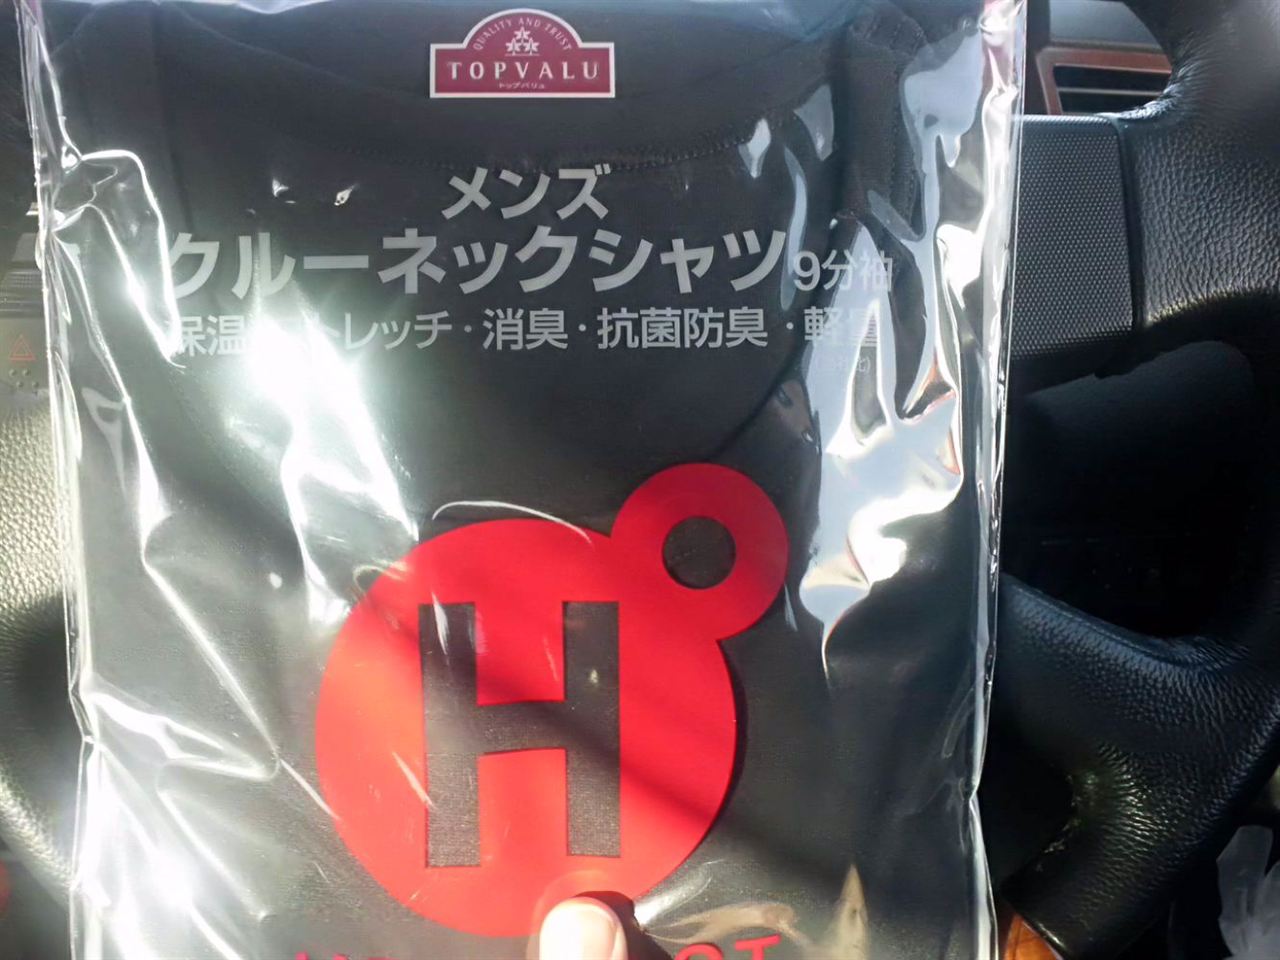 QUALITY AND TRUST
TOPVALU
トップバリュ
メンズ
クルーネックシャツ 9分袖
保温・ストレッチ・消臭・抗菌防臭・軽量
H